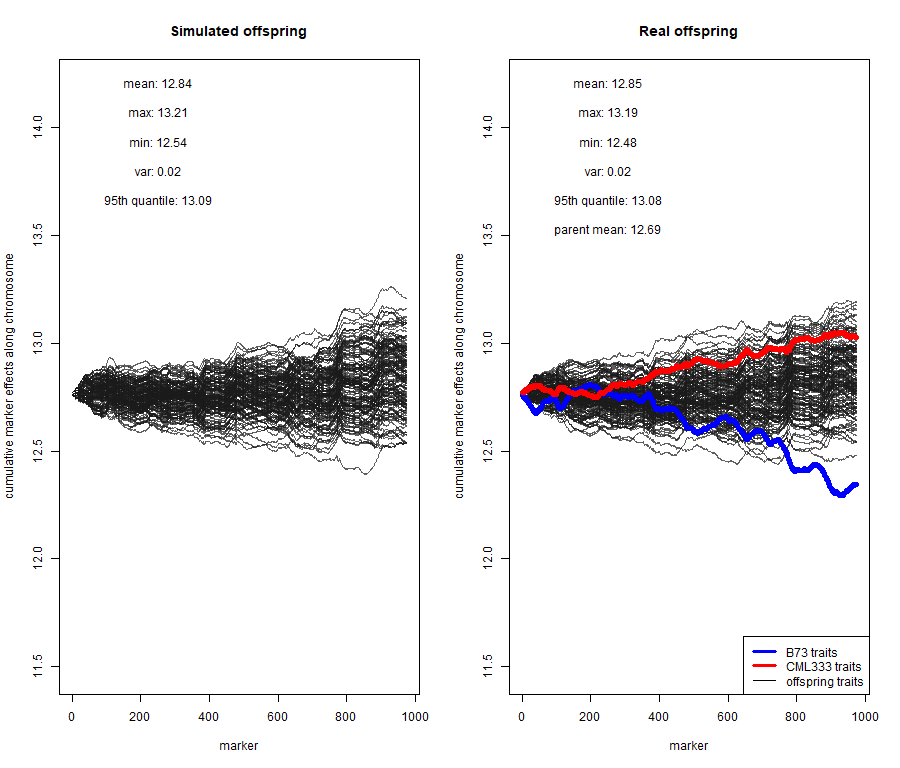 Simulated offspring
mean: 12.84
max: 13.21
min: 12.54
var: 0.02
95th quantile: 13.09
cumulative marker effects along chromosome
14.0
13.5
13.0
12.5
12.0
11.5
0 200 400 600 800 1000
marker
Real offspring
mean: 12.85
max: 13.19
min: 12.48
var: 0.02
95th quantile: 13.08
parent mean: 12.69
cumulative marker effects along chromosome
14.0
13.5
13.0
12.5
12.0
11.5
B73 traits
CML333 traits
offspring traits
0 200 400 600 800 1000
marker